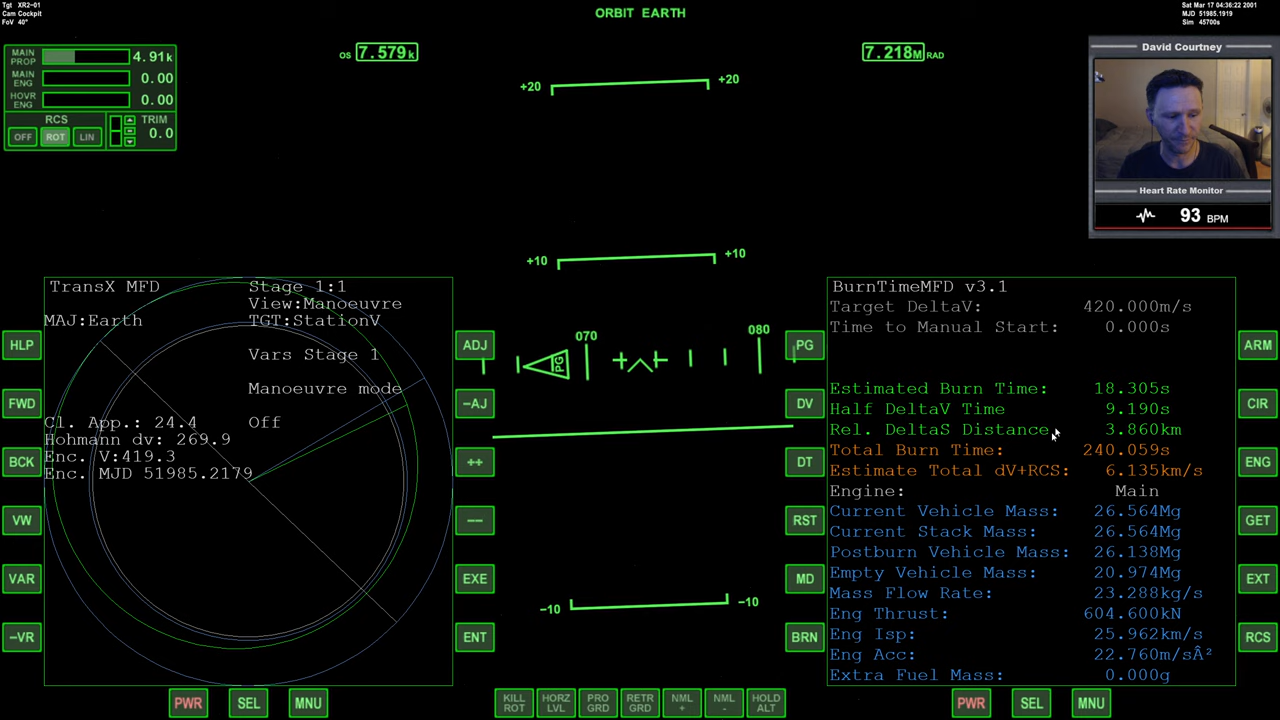 Tgt XR2-01
Cam Cockpit
FoV 40°
ORBIT EARTH
Sat Mar 17 04:36:22 2001
MJD 51985.1919
Sim 45700s
MAIN PROP 4.91k
MAIN ENG 0.00
HOVR ENG 0.00
RCS TRIM
OFF ROT LIN 0.0
OS 7.579k
7.218M RAD
David Courtney
Heart Rate Monitor
93 BPM
+20 +20
+10 +10
070 080
PG
-10 -10
TransX MFD Stage 1:1
View:Manoeuvre
MAJ:Earth TGT:StationV
Vars Stage 1
Manoeuvre mode
Cl. App.: 24.4 Off
Hohmann dv: 269.9
Enc. V:419.3
Enc. MJD 51985.2179
HLP
FWD
BCK
VW
VAR
-VR
ADJ
-AJ
++
--
EXE
ENT
PWR SEL MNU
KILL ROT
HORZ LVL
PRO GRD
RETR GRD
NML +
NML -
HOLD ALT
PG
DV
DT
RST
MD
BRN
BurnTimeMFD v3.1
Target DeltaV: 420.000m/s
Time to Manual Start: 0.000s
Estimated Burn Time: 18.305s
Half DeltaV Time 9.190s
Rel. DeltaS Distance 3.860km
Total Burn Time: 240.059s
Estimate Total dV+RCS: 6.135km/s
Engine: Main
Current Vehicle Mass: 26.564Mg
Current Stack Mass: 26.564Mg
Postburn Vehicle Mass: 26.138Mg
Empty Vehicle Mass: 20.974Mg
Mass Flow Rate: 23.288kg/s
Eng Thrust: 604.600kN
Eng Isp: 25.962km/s
Eng Acc: 22.760m/sÂ²
Extra Fuel Mass: 0.000g
ARM
CIR
ENG
GET
EXT
RCS
PWR SEL MNU